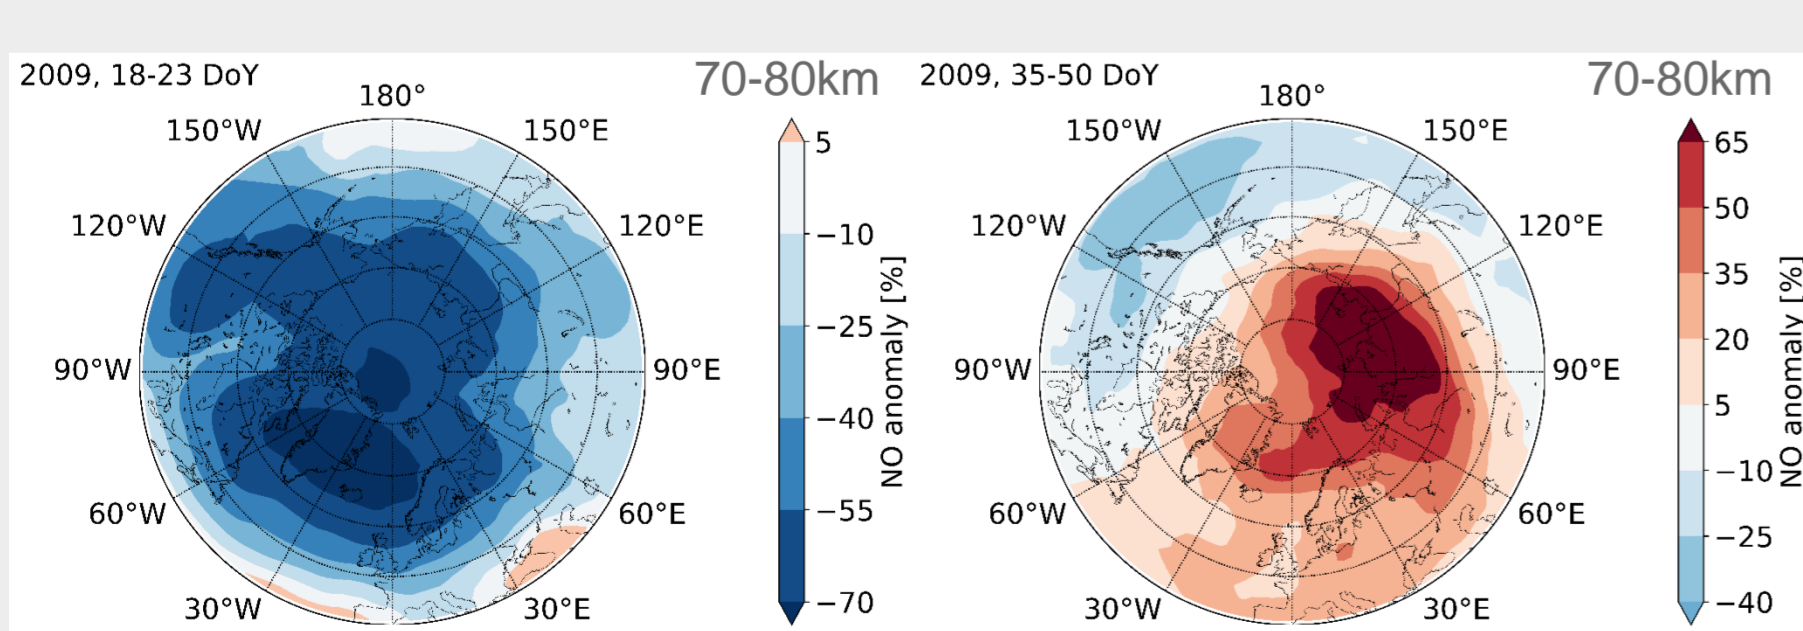 2009, 18-23 DoY
70-80km
180°
150°W
150°E
120°W
120°E
90°W
90°E
60°W
60°E
30°W
30°E
5
−10
−25
−40
−55
−70
NO anomaly [%]
2009, 35-50 DoY
70-80km
180°
150°W
150°E
120°W
120°E
90°W
90°E
60°W
60°E
30°W
30°E
65
50
35
20
5
−10
−25
−40
NO anomaly [%]